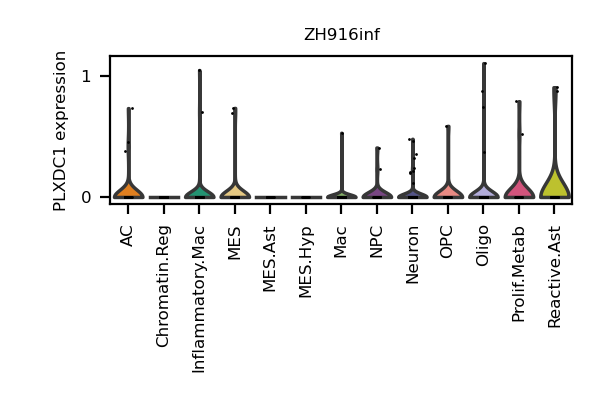 ZH916inf
PLXDC1 expression
1
0
AC
Chromatin.Reg
Inflammatory.Mac
MES
MES.Ast
MES.Hyp
Mac
NPC
Neuron
OPC
Oligo
Prolif.Metab
Reactive.Ast